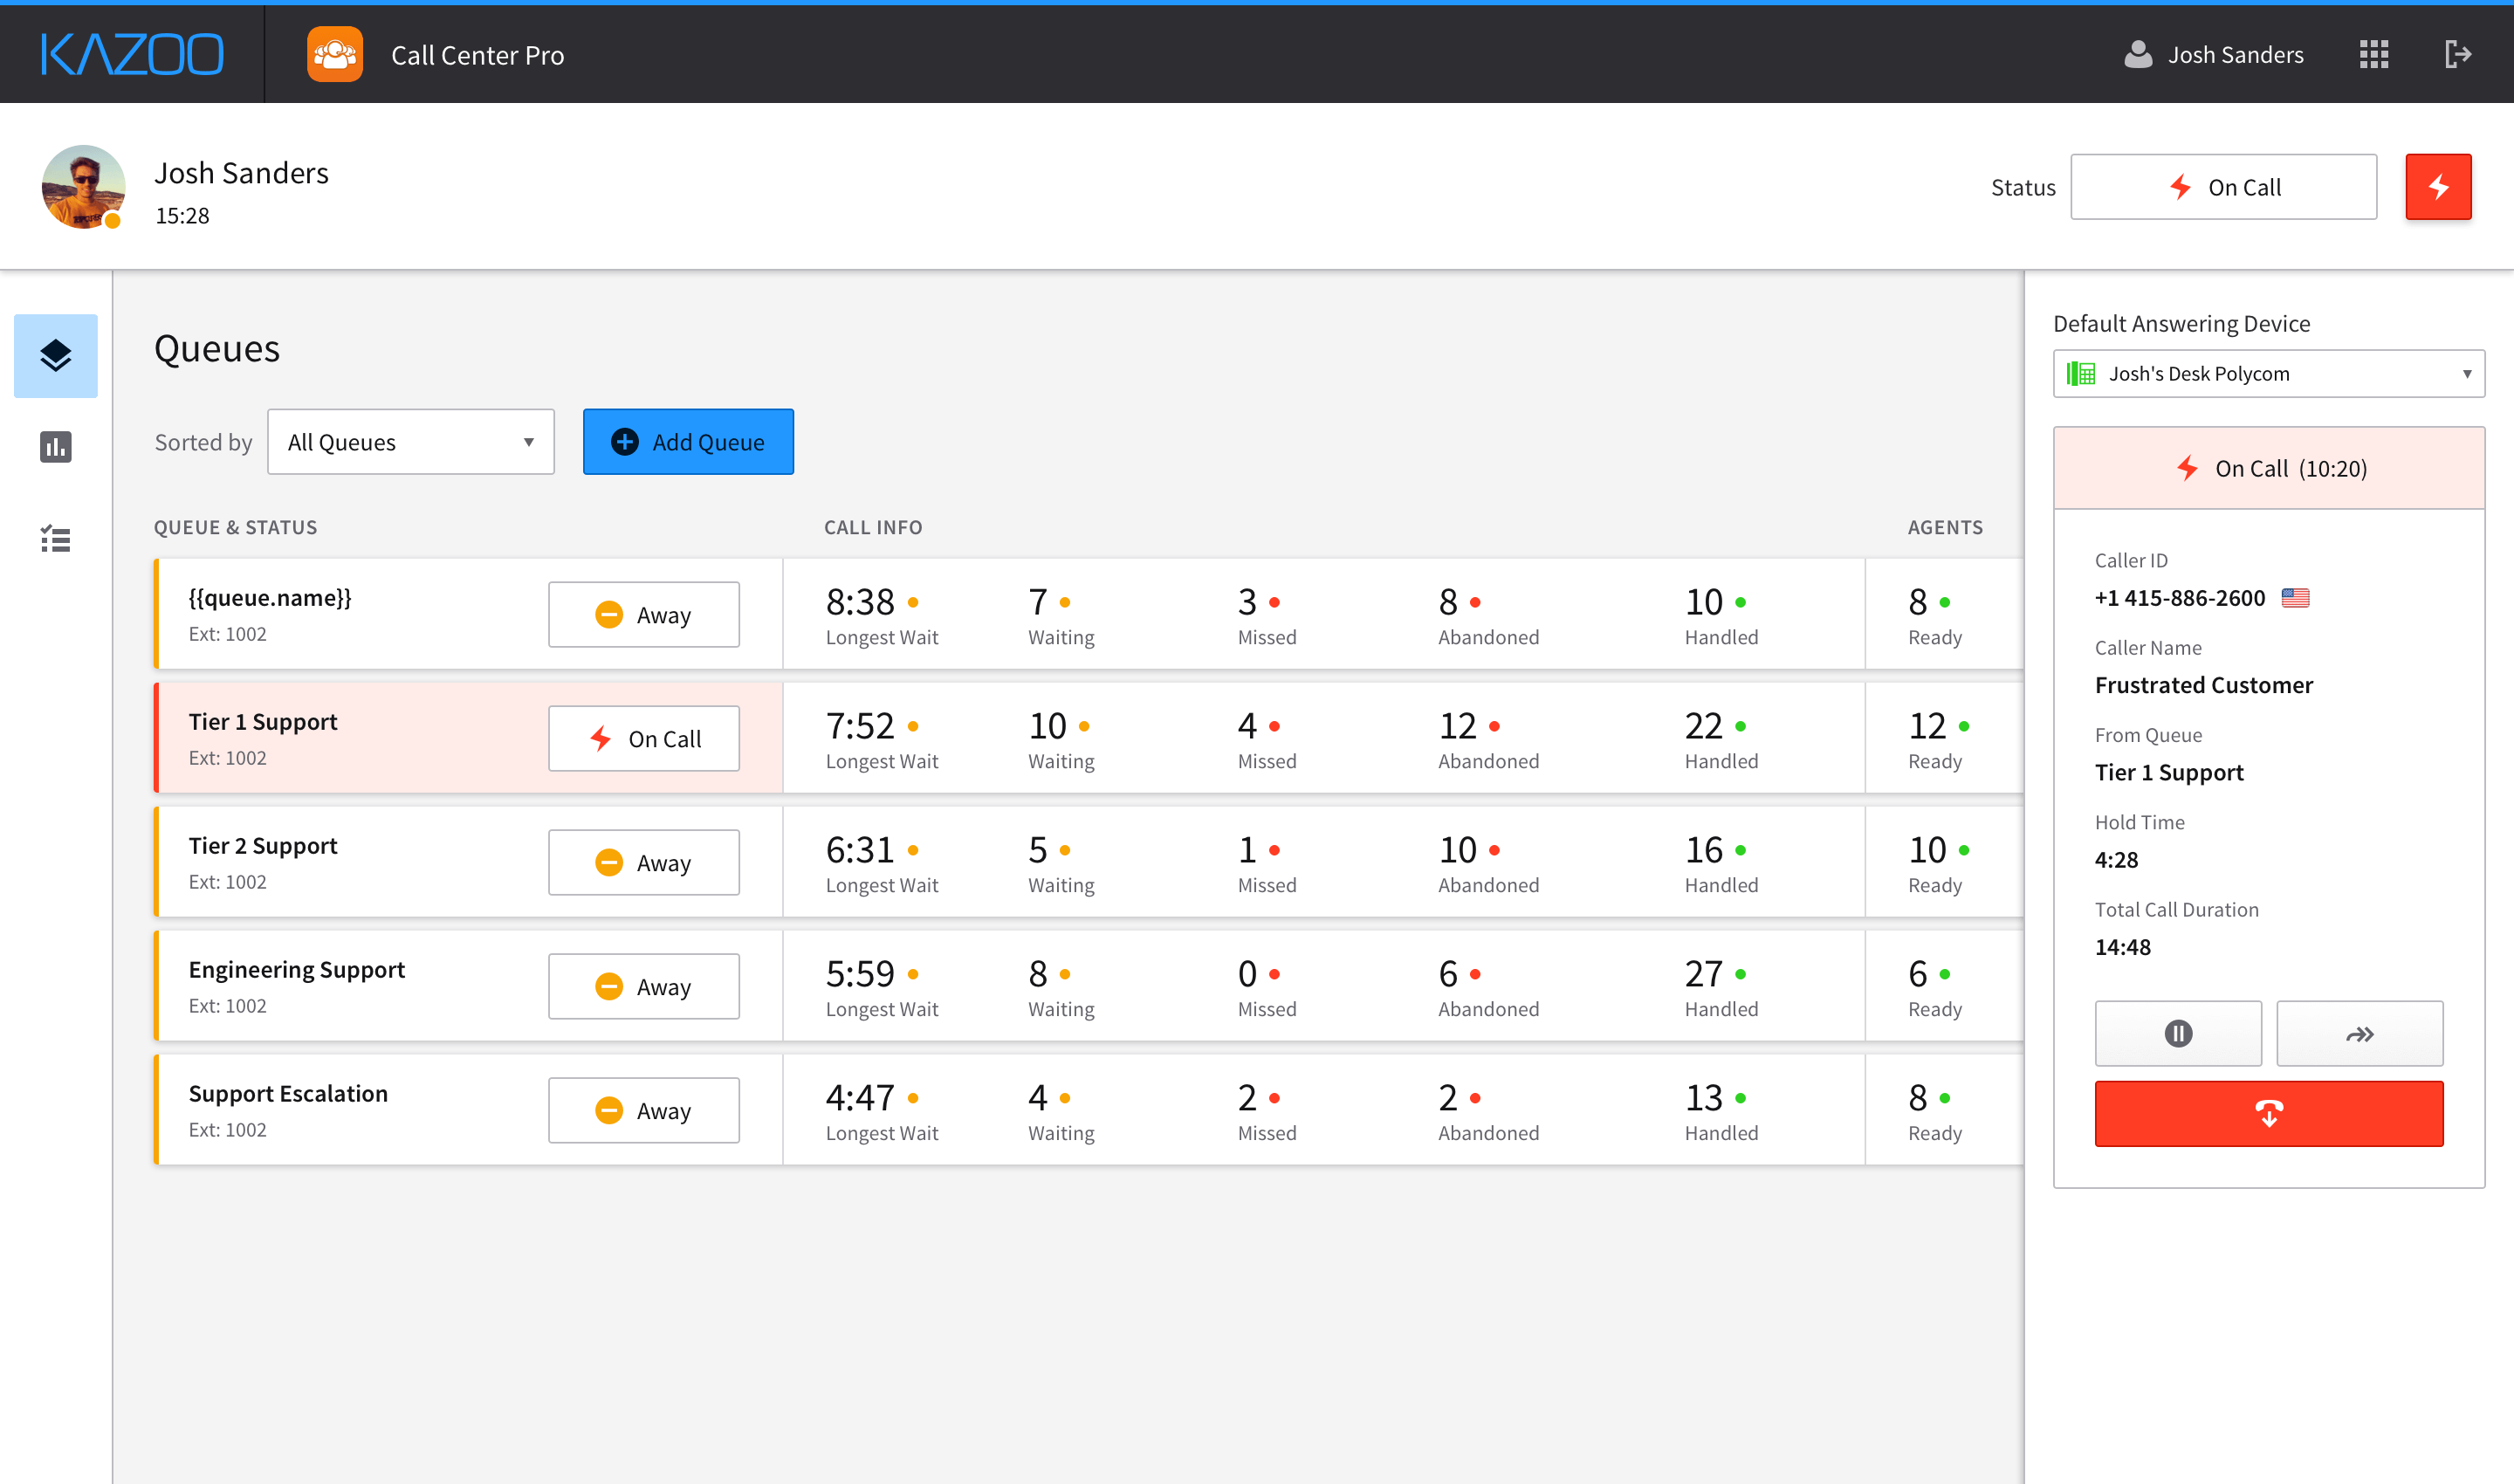 KAZOO
Call Center Pro
Josh Sanders
Josh Sanders
15:28
Status
On Call
Queues
Sorted by
All Queues
Add Queue
QUEUE & STATUS
CALL INFO
AGENTS
{{queue.name}}
Ext: 1002
Away
8:38
Longest Wait
7
Waiting
3
Missed
8
Abandoned
10
Handled
8
Ready
Tier 1 Support
Ext: 1002
On Call
7:52
Longest Wait
10
Waiting
4
Missed
12
Abandoned
22
Handled
12
Ready
Tier 2 Support
Ext: 1002
Away
6:31
Longest Wait
5
Waiting
1
Missed
10
Abandoned
16
Handled
10
Ready
Engineering Support
Ext: 1002
Away
5:59
Longest Wait
8
Waiting
0
Missed
6
Abandoned
27
Handled
6
Ready
Support Escalation
Ext: 1002
Away
4:47
Longest Wait
4
Waiting
2
Missed
2
Abandoned
13
Handled
8
Ready
Default Answering Device
Josh's Desk Polycom
On Call (10:20)
Caller ID
+1 415-886-2600
Caller Name
Frustrated Customer
From Queue
Tier 1 Support
Hold Time
4:28
Total Call Duration
14:48